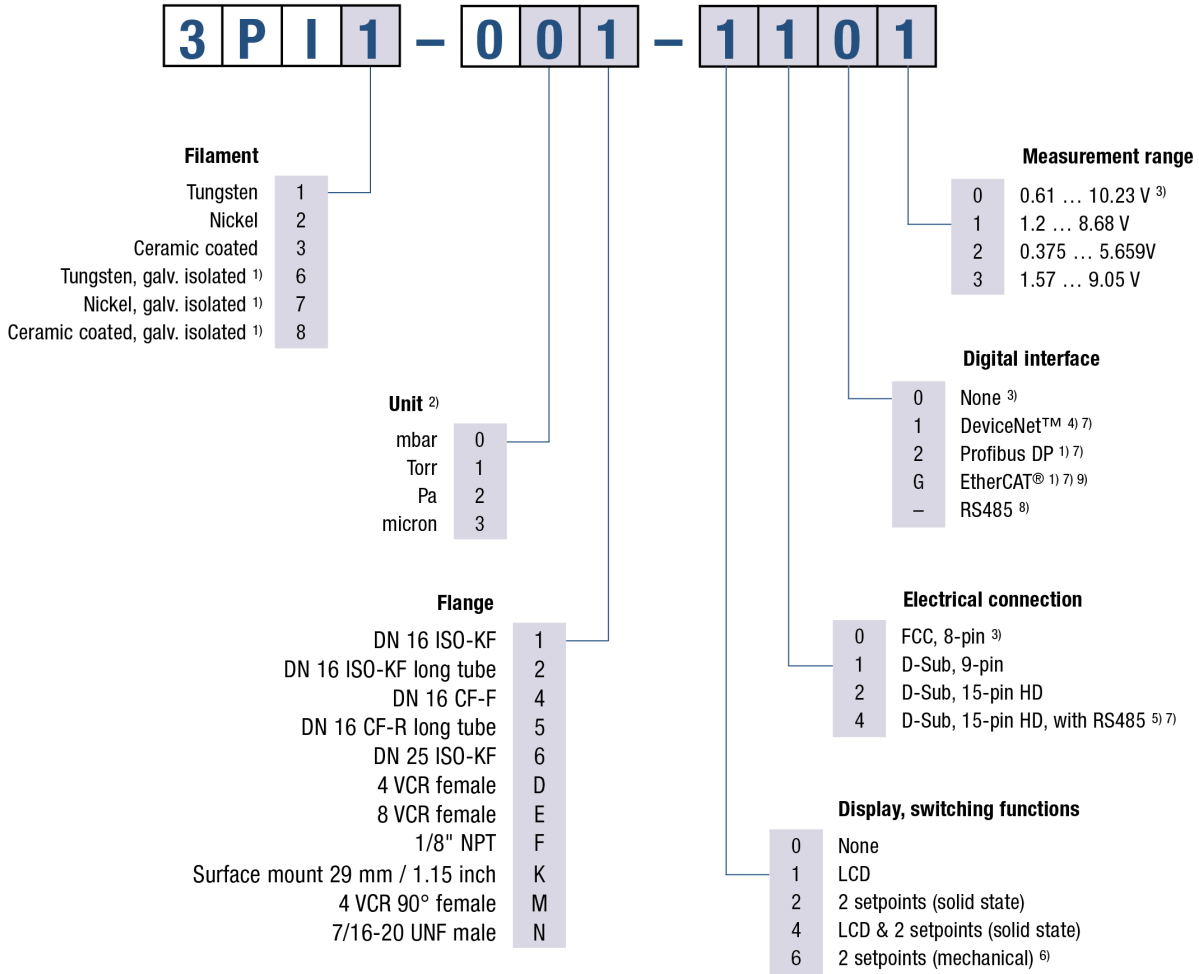 3PI1–001–1101
Filament
Tungsten 1
Nickel 2
Ceramic coated 3
Tungsten, galv. isolated 1) 6
Nickel, galv. isolated 1) 7
Ceramic coated, galv. isolated 1) 8
Unit 2)
mbar 0
Torr 1
Pa 2
micron 3
Flange
DN 16 ISO-KF 1
DN 16 ISO-KF long tube 2
DN 16 CF-F 4
DN 16 CF-R long tube 5
DN 25 ISO-KF 6
4 VCR female D
8 VCR female E
1/8" NPT F
Surface mount 29 mm / 1.15 inch K
4 VCR 90° female M
7/16-20 UNF male N
Measurement range
0 0.61 … 10.23 V 3)
1 1.2 … 8.68 V
2 0.375 … 5.659V
3 1.57 … 9.05 V
Digital interface
0 None 3)
1 DeviceNet™ 4) 7)
2 Profibus DP 1) 7)
G EtherCAT® 1) 7) 9)
– RS485 8)
Electrical connection
0 FCC, 8-pin 3)
1 D-Sub, 9-pin
2 D-Sub, 15-pin HD
4 D-Sub, 15-pin HD, with RS485 5) 7)
Display, switching functions
0 None
1 LCD
2 2 setpoints (solid state)
4 LCD & 2 setpoints (solid state)
6 2 setpoints (mechanical) 6)